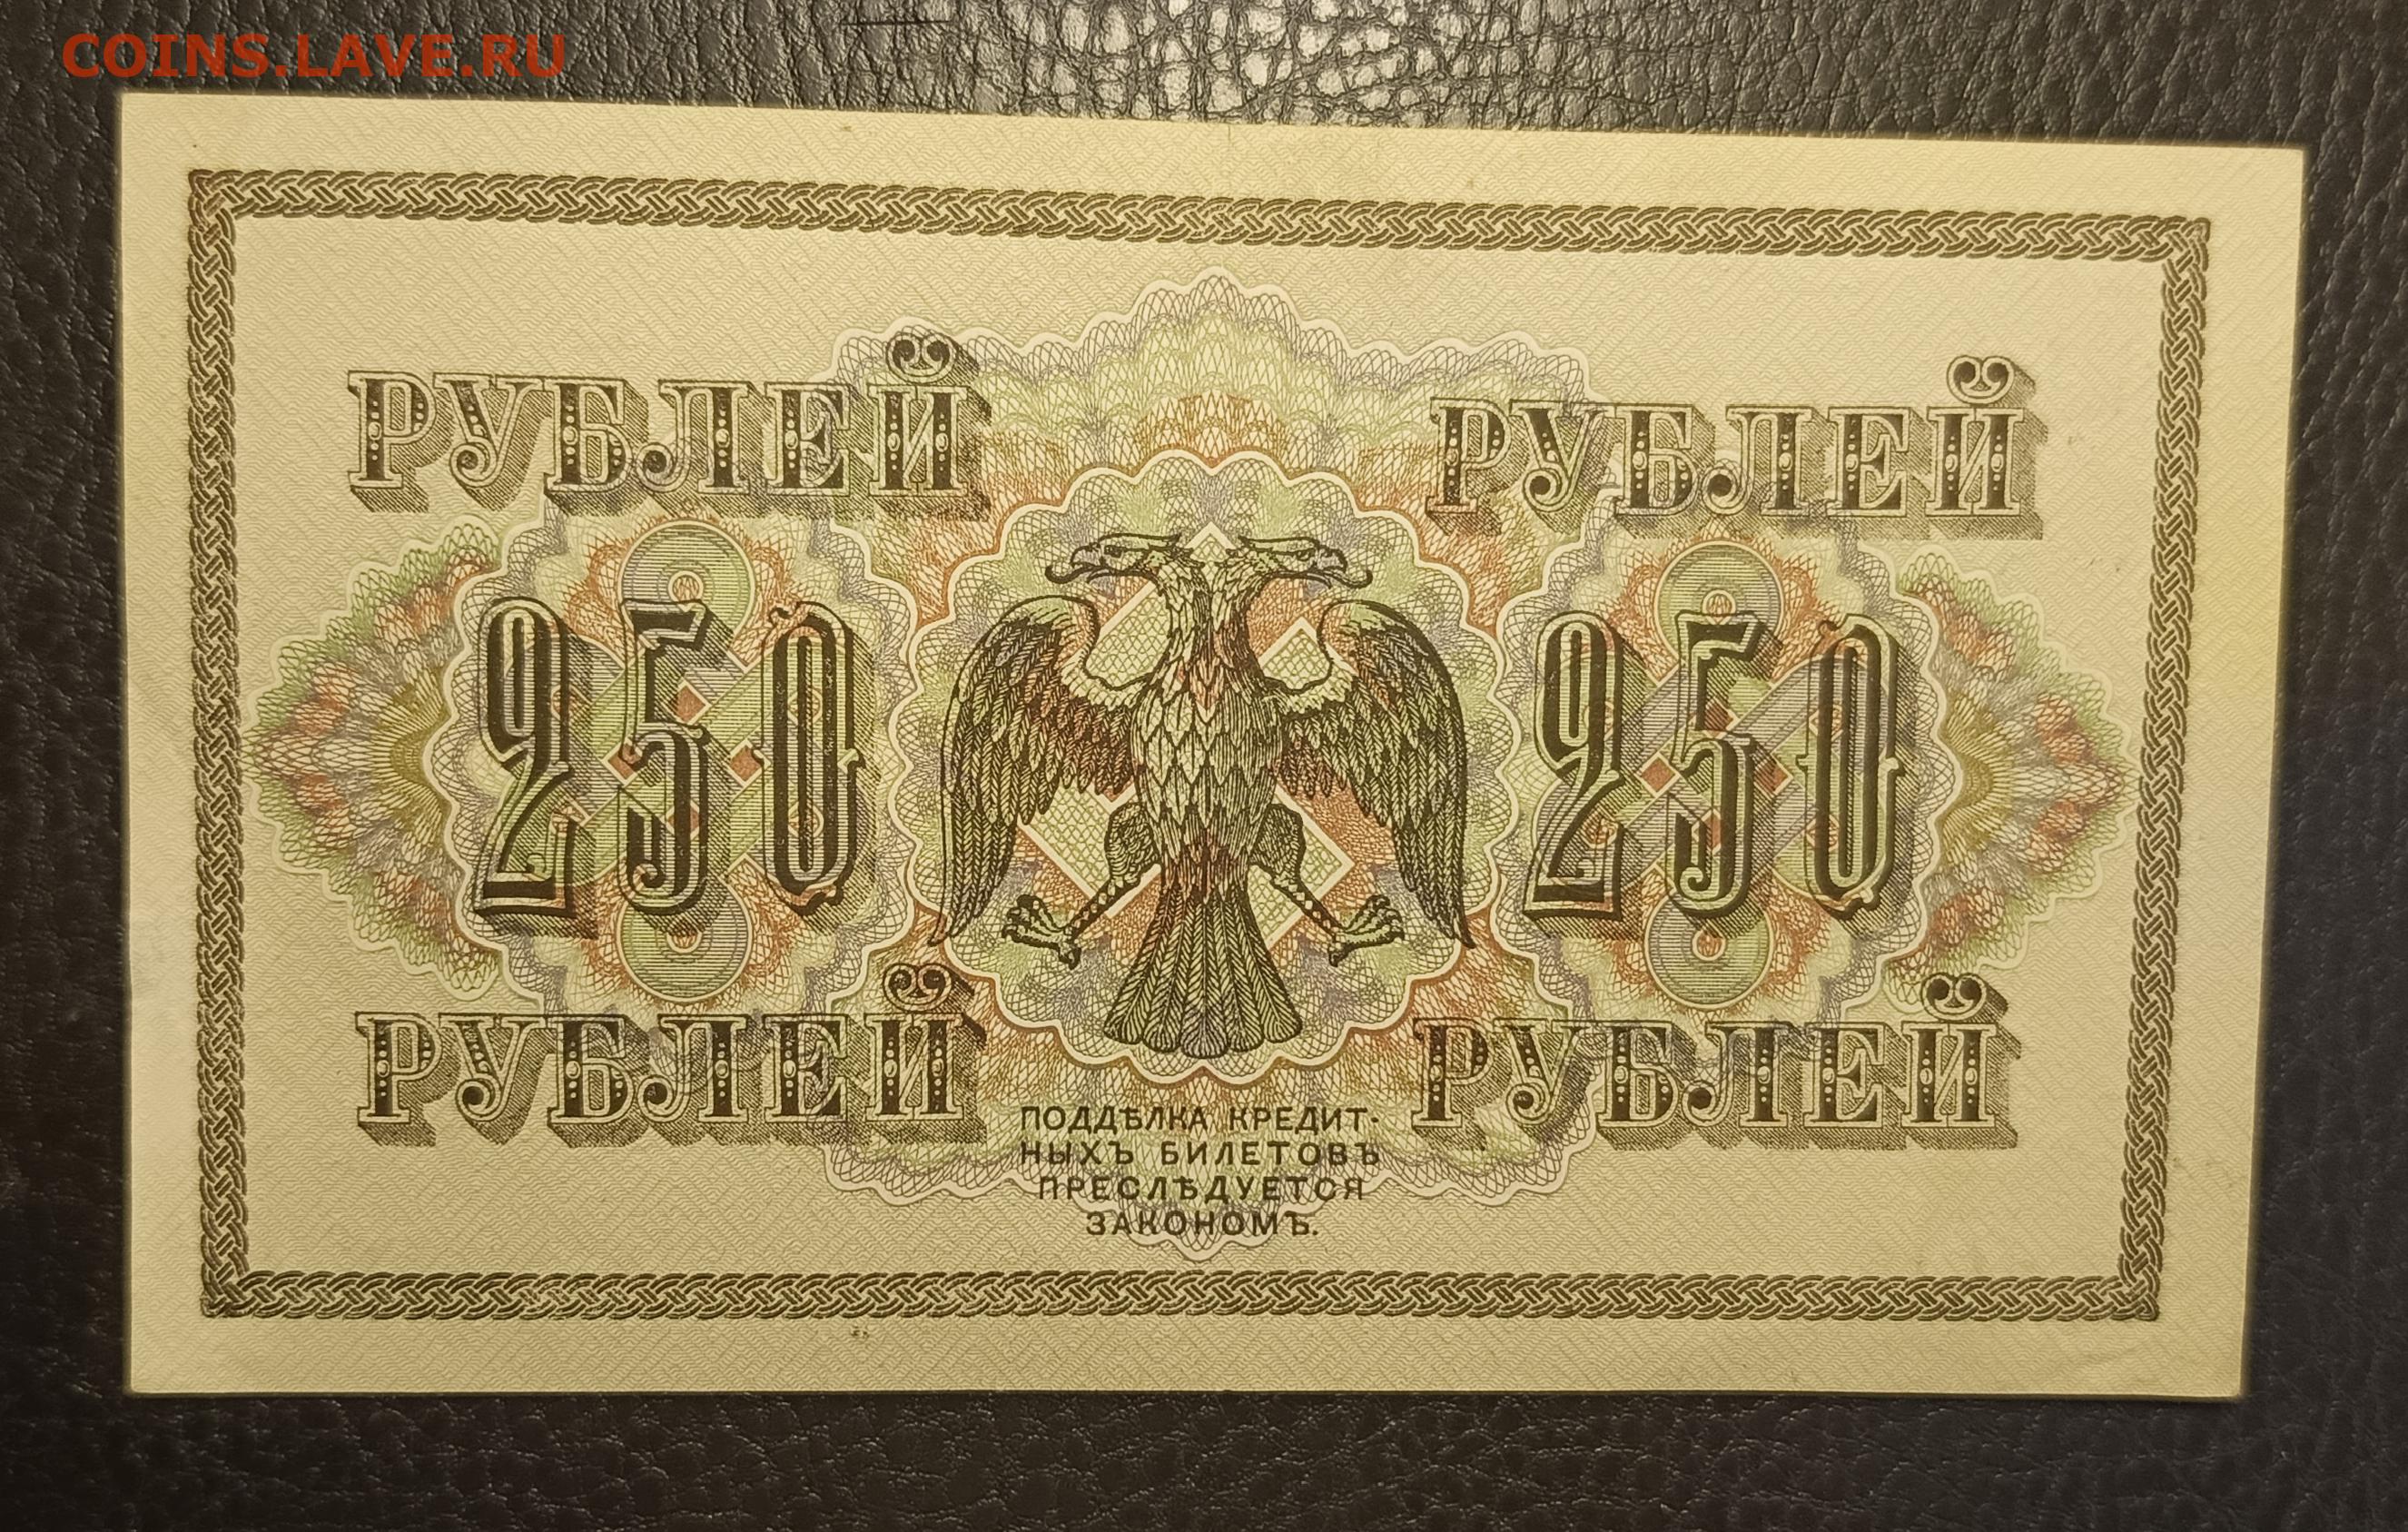 COINS.LAVE.RU
РУБЛЕЙ РУБЛЕЙ
250 250
РУБЛЕЙ РУБЛЕЙ
ПОДДѢЛКА КРЕДИТ-
НЫХЪ БИЛЕТОВЪ
ПРЕСЛѢДУЕТСЯ
ЗАКОНОМЪ.